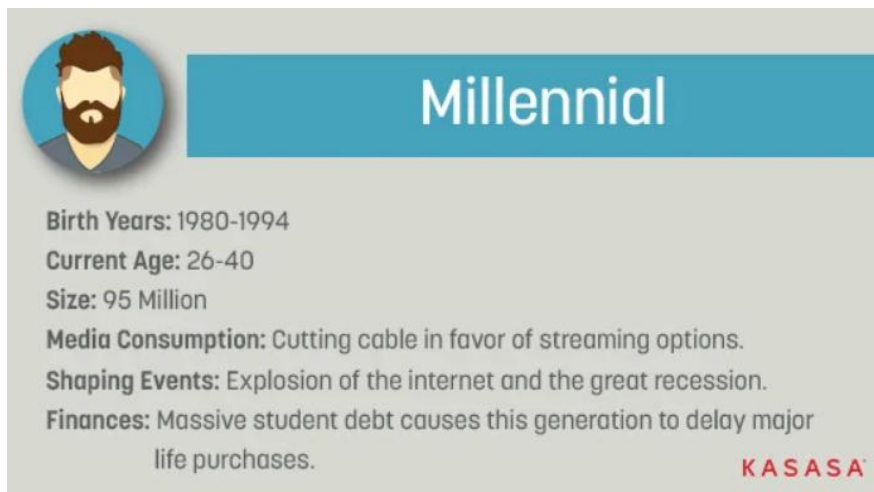 Millennial
Birth Years: 1980-1994
Current Age: 26-40
Size: 95 Million
Media Consumption: Cutting cable in favor of streaming options.
Shaping Events: Explosion of the internet and the great recession.
Finances: Massive student debt causes this generation to delay major
life purchases.
KASASA